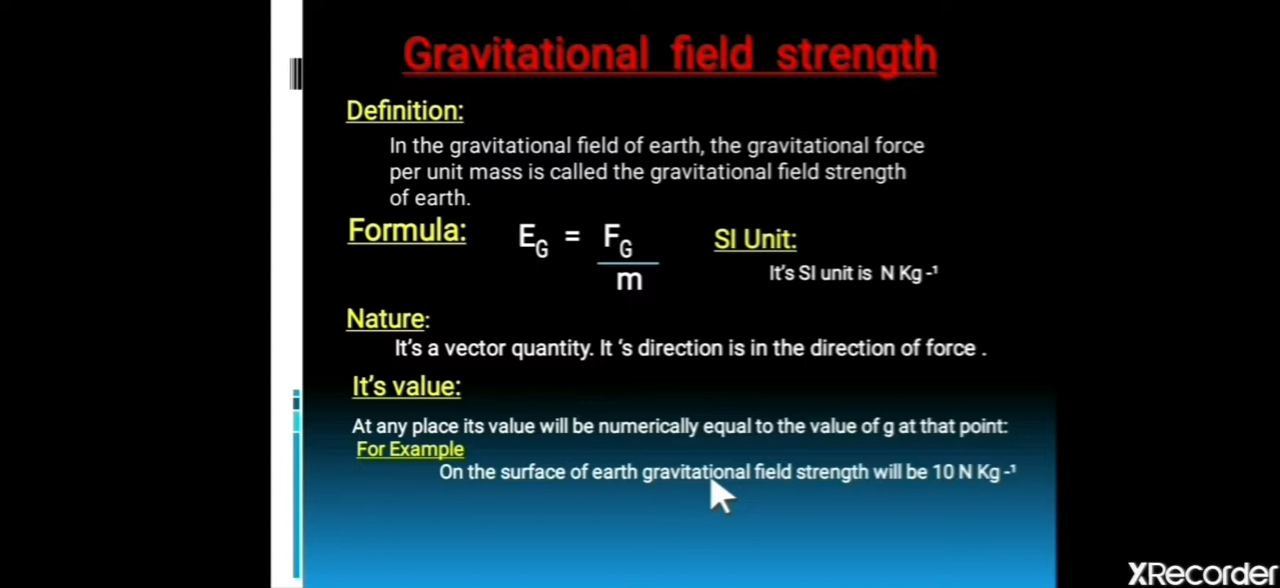 Gravitational field strength
Definition:
In the gravitational field of earth, the gravitational force
per unit mass is called the gravitational field strength
of earth.
Formula: E_G = F_G / m
SI Unit:
It's SI unit is N Kg -¹
Nature:
It's a vector quantity. It 's direction is in the direction of force .
It's value:
At any place its value will be numerically equal to the value of g at that point:
For Example
On the surface of earth gravitational field strength will be 10 N Kg -¹
XRecorder